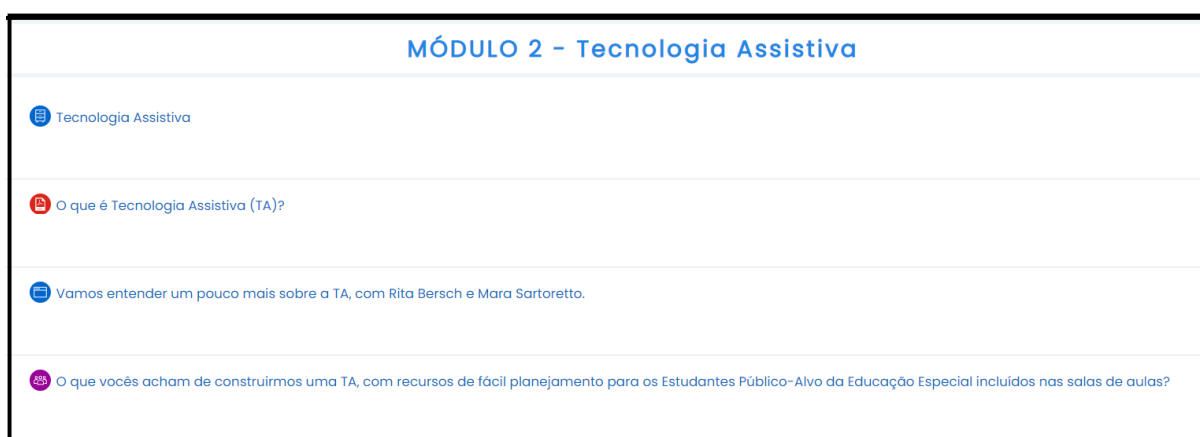 MÓDULO 2 - Tecnologia Assistiva
Tecnologia Assistiva
O que é Tecnologia Assistiva (TA)?
Vamos entender um pouco mais sobre a TA, com Rita Bersch e Mara Sartoretto.
O que vocês acham de construirmos uma TA, com recursos de fácil planejamento para os Estudantes Público-Alvo da Educação Especial incluídos nas salas de aulas?